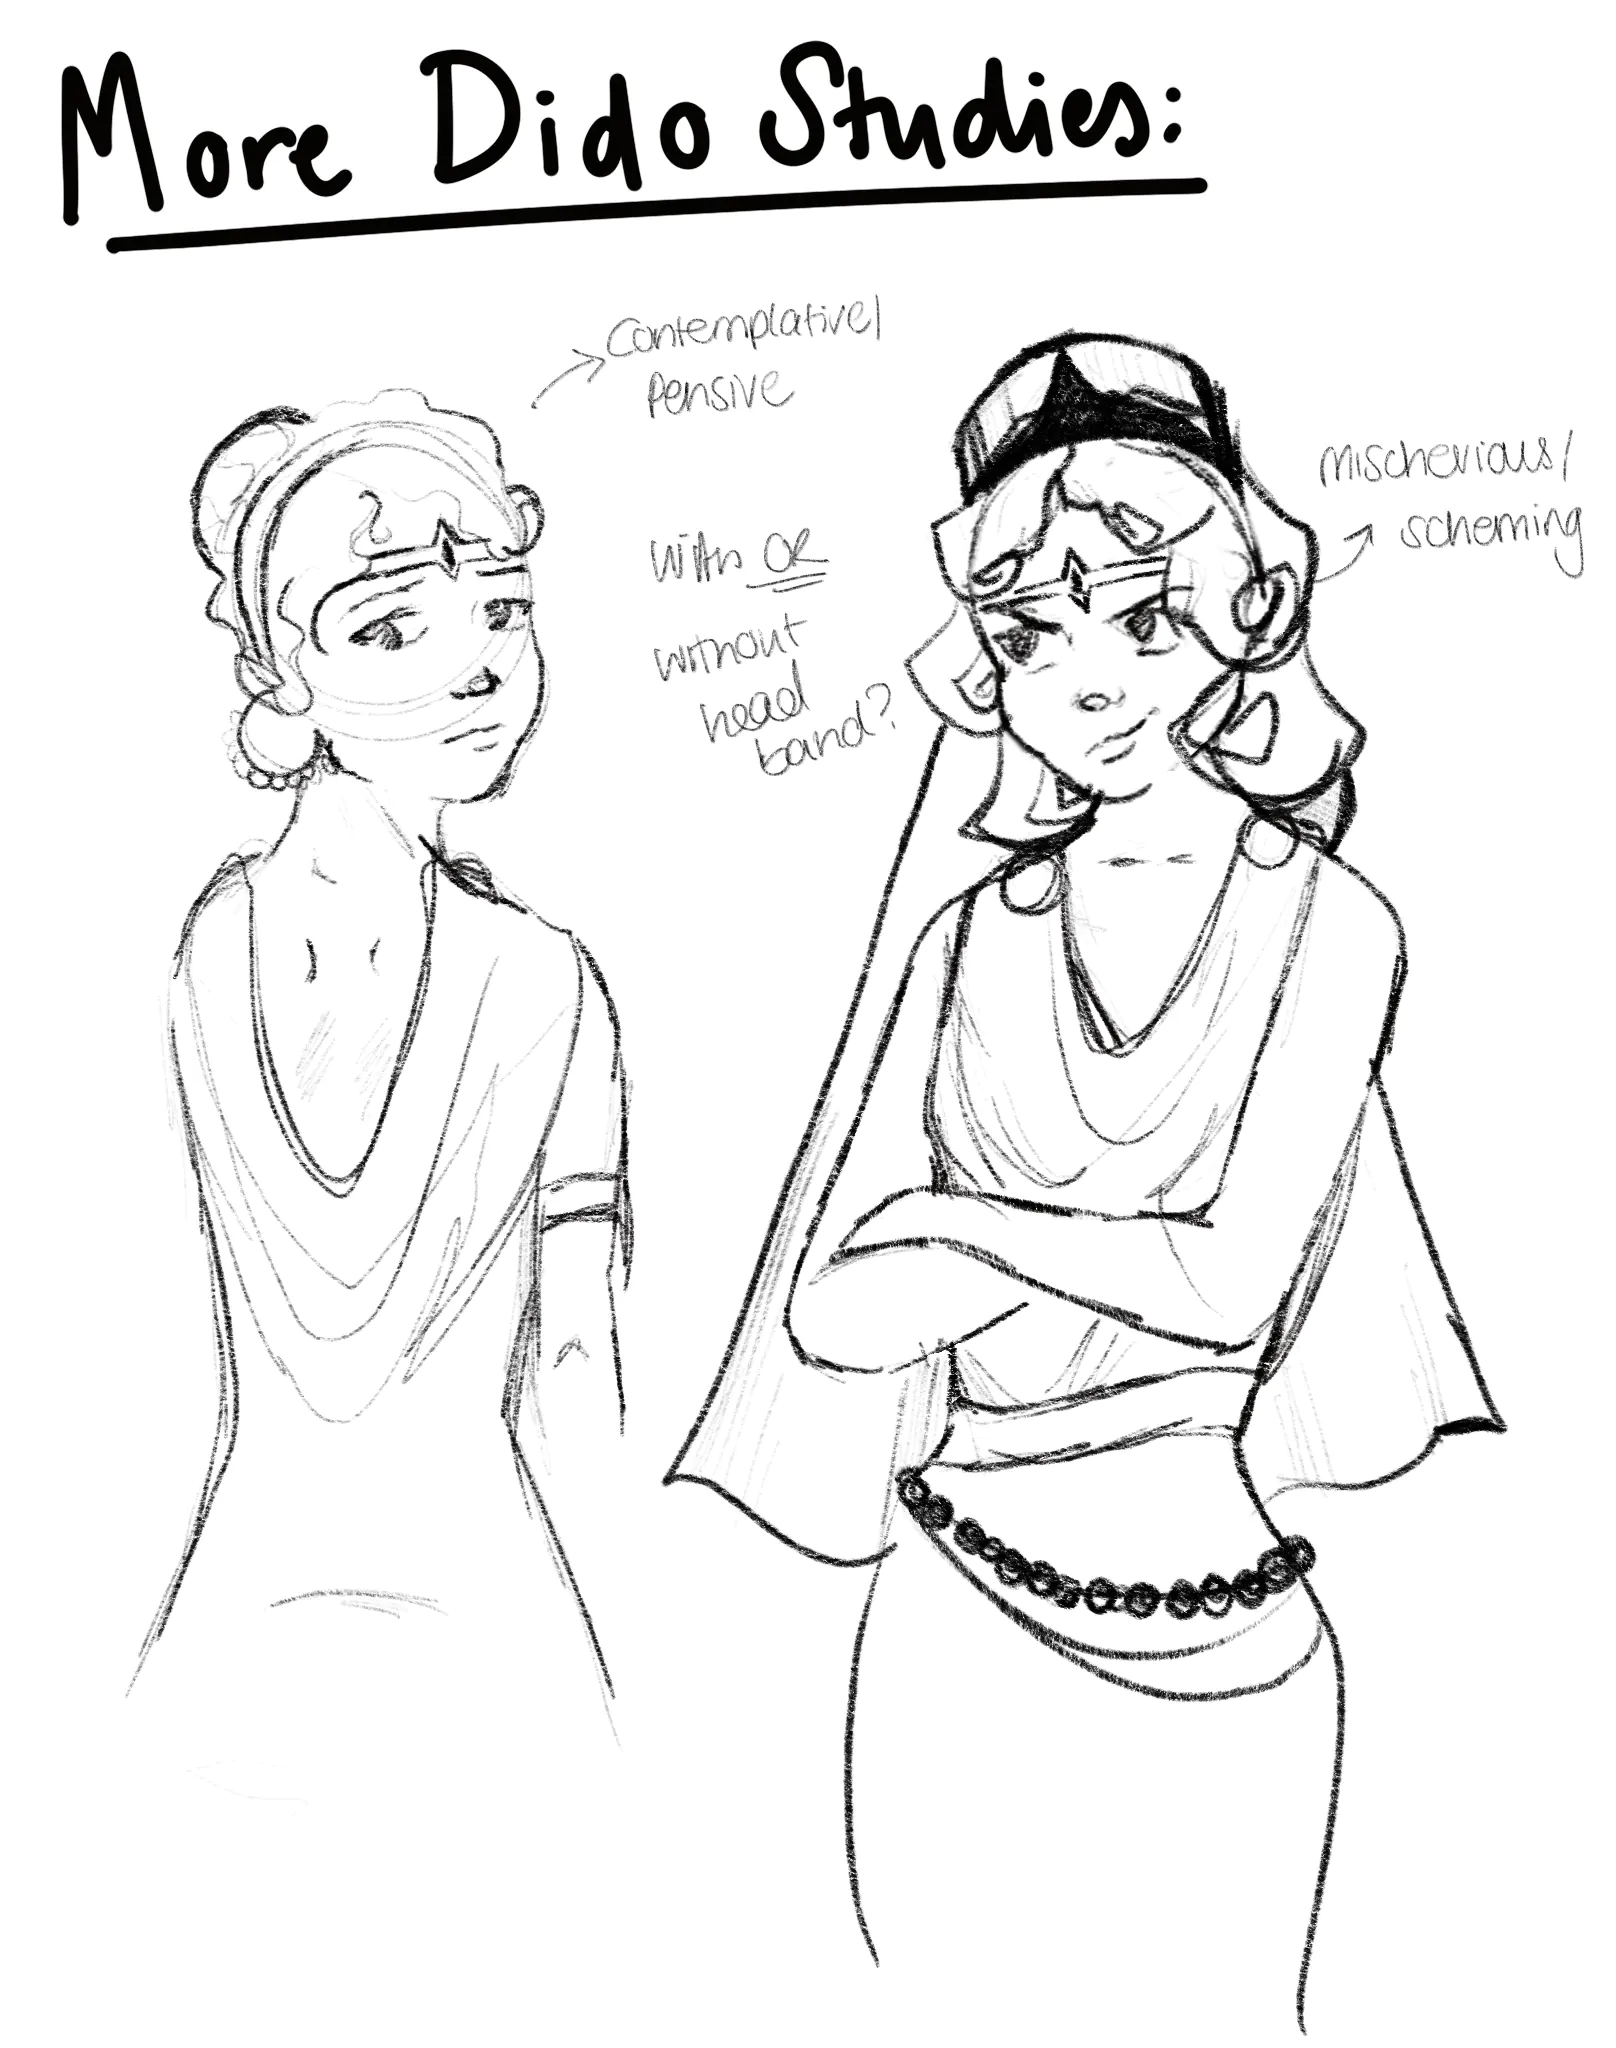 More Dido Studies:
Contemplative/
Pensive
mischevious/
scheming
with OR
without
head
band?